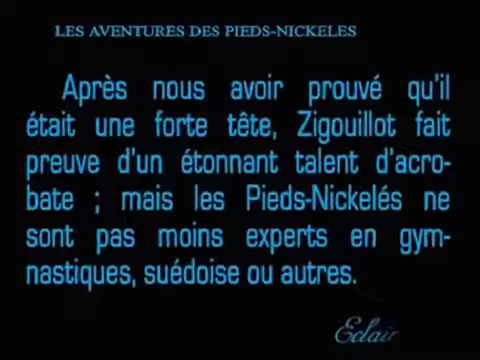 LES AVENTURES DES PIEDS-NICKELES
Après nous avoir prouvé qu'il
était une forte tête, Zigouillot fait
preuve d'un étonnant talent d'acro-
bate ; mais les Pieds-Nickelés ne
sont pas moins experts en gym-
nastiques, suédoise ou autres.
Eclair